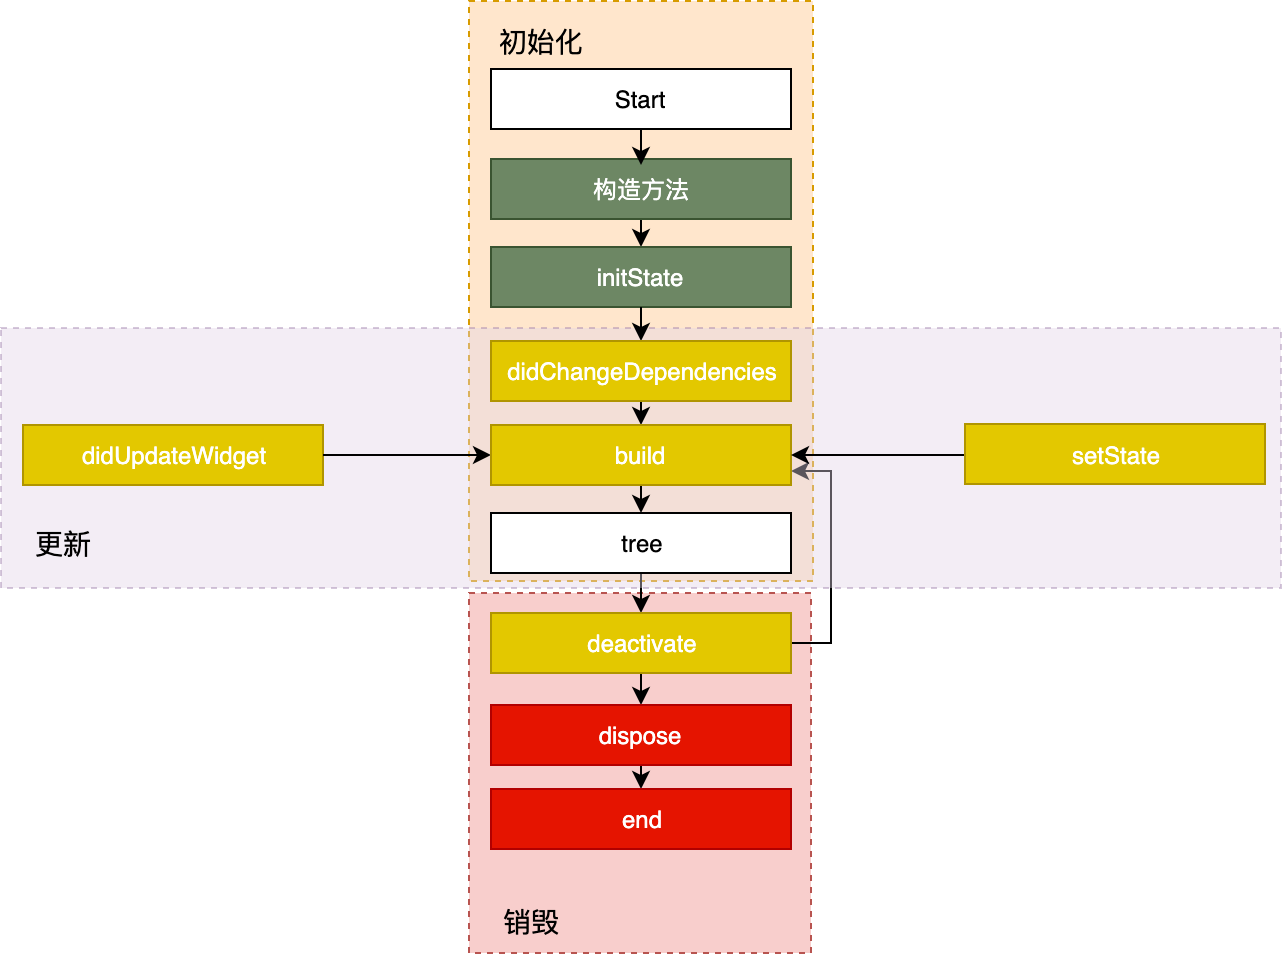 初始化
Start
构造方法
initState
didChangeDependencies
didUpdateWidget
build
setState
更新
tree
deactivate
dispose
end
销毁